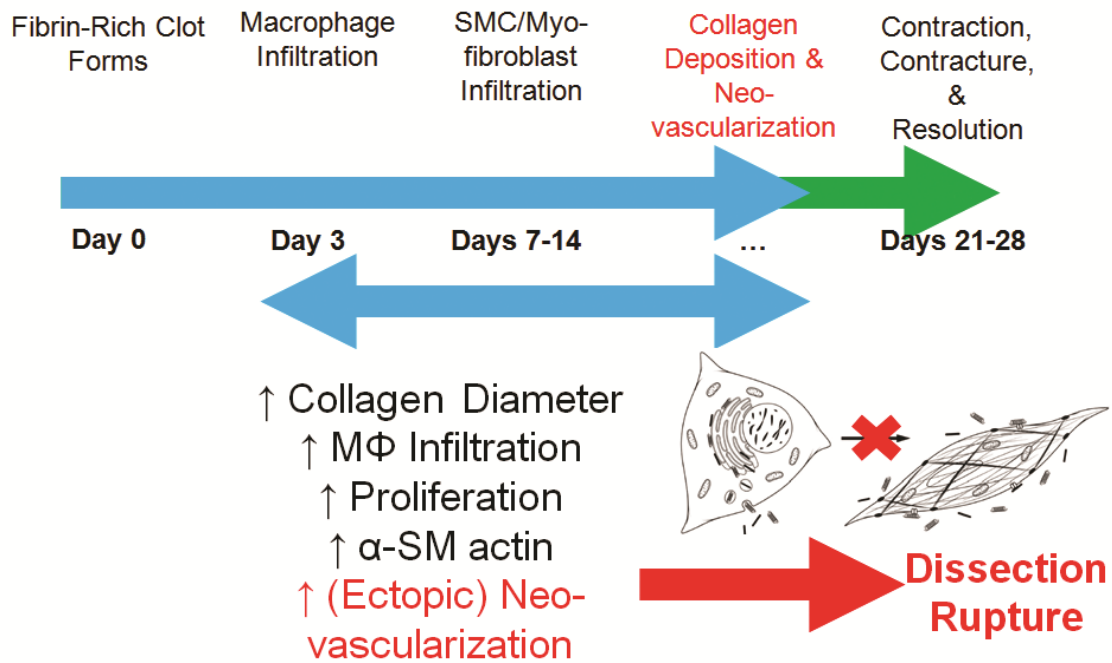 Fibrin-Rich Clot
Forms
Macrophage
Infiltration
SMC/Myo-
fibroblast
Infiltration
Collagen
Deposition &
Neo-
vascularization
Contraction,
Contracture,
&
Resolution
Day 0
Day 3
Days 7-14
...
Days 21-28
↑ Collagen Diameter
↑ MΦ Infiltration
↑ Proliferation
↑ α-SM actin
↑ (Ectopic) Neo-
vascularization
Dissection
Rupture